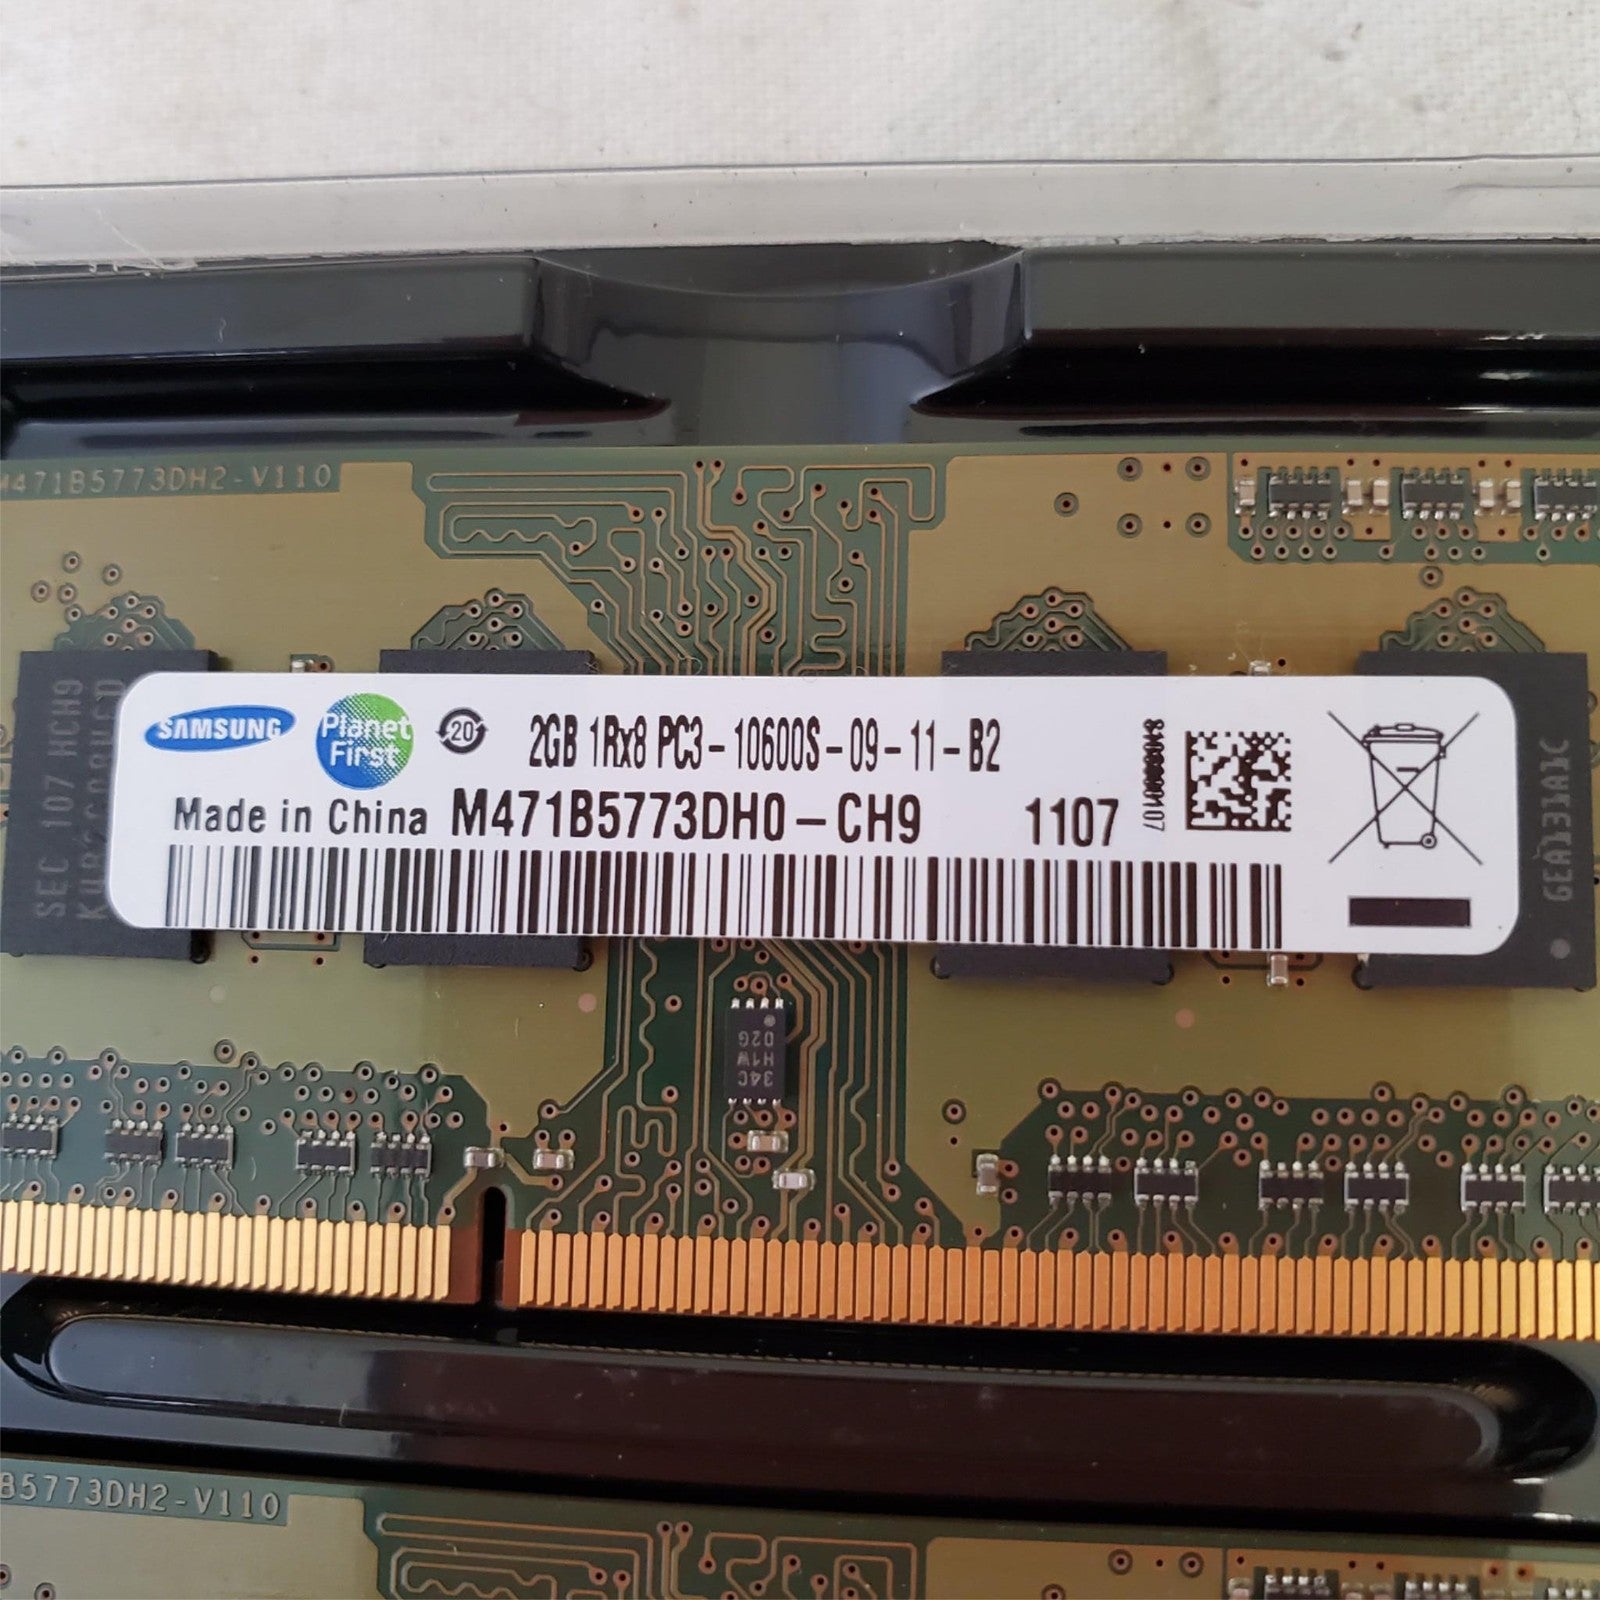 M471B5773DH2-V110
SEC 107 HCH9
SAMSUNG
Planet
First
20
2GB 1Rx8 PC3-10600S-09-11-B2
Made in China M471B5773DH0-CH9
1107
GEA131A1C
34C
H1W
D2G
B5773DH2-V110